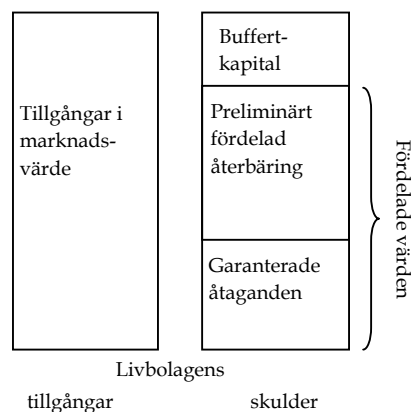 Tillgångar i
marknads-
värde
Buffert-
kapital
Preliminärt
fördelad
återbäring
Garanterade
åtaganden
Fördelade värden
Livbolagens
tillgångar
skulder